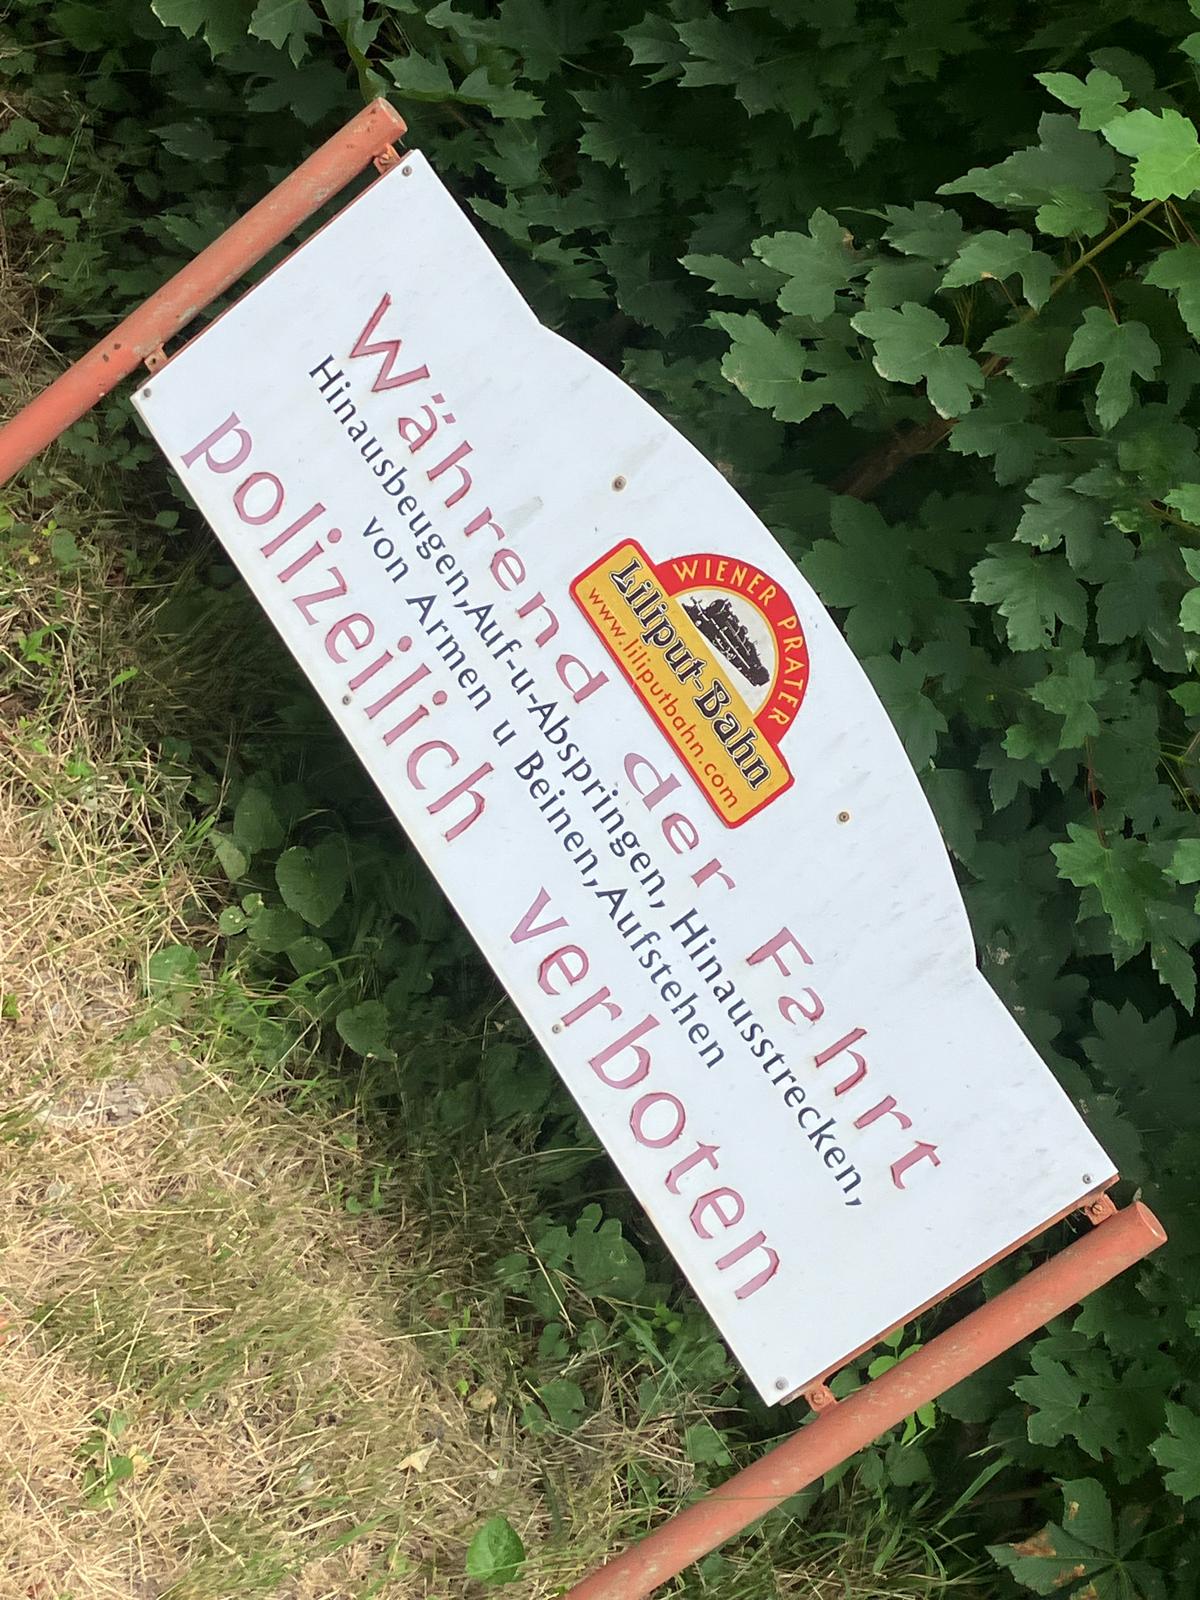 WIENER PRATER
Liliput-Bahn
www.liliputbahn.com
Während der Fahrt
Hinausbeugen,Auf-u-Abspringen, Hinausstrecken,
von Armen u Beinen,Aufstehen
polizeilich verboten